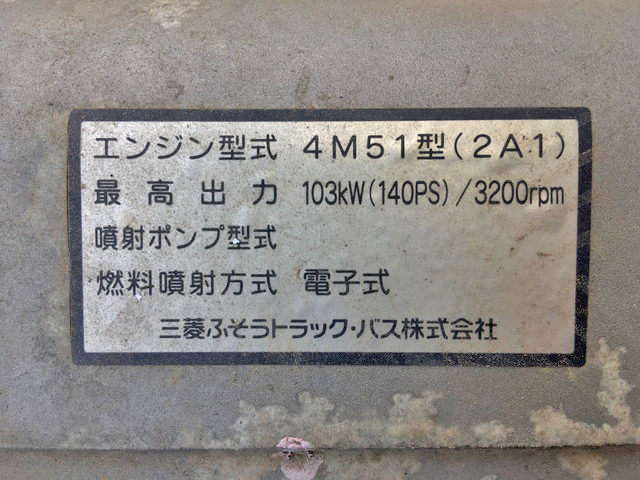 エンジン型式 4M51型(2A1)
最高出力 103kW(140PS)/3200rpm
噴射ポンプ型式
燃料噴射方式 電子式
三菱ふそうトラック・バス株式会社